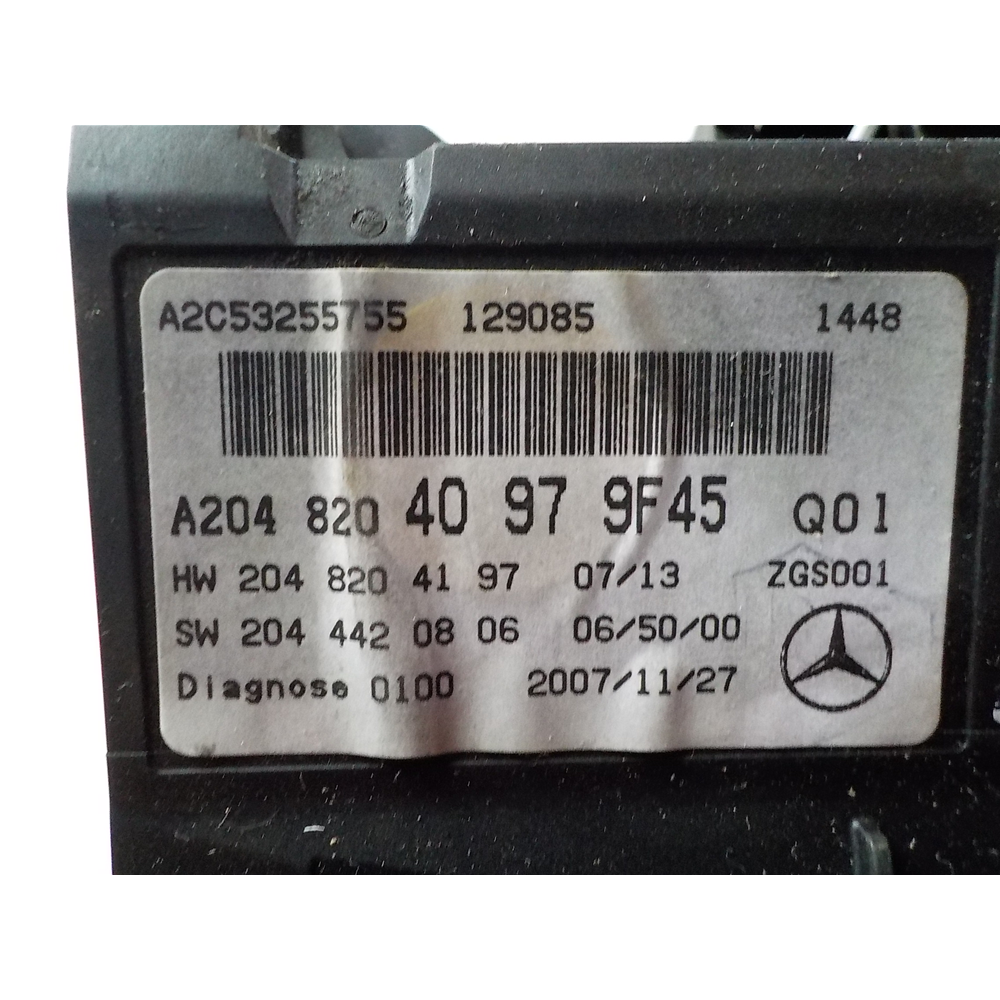 A2C53255755 129085 1448
A204 820 40 97 9F45 Q01
HW 204 820 41 97 07/13 ZGS001
SW 204 442 08 06 06/50/00
Diagnose 0100 2007/11/27